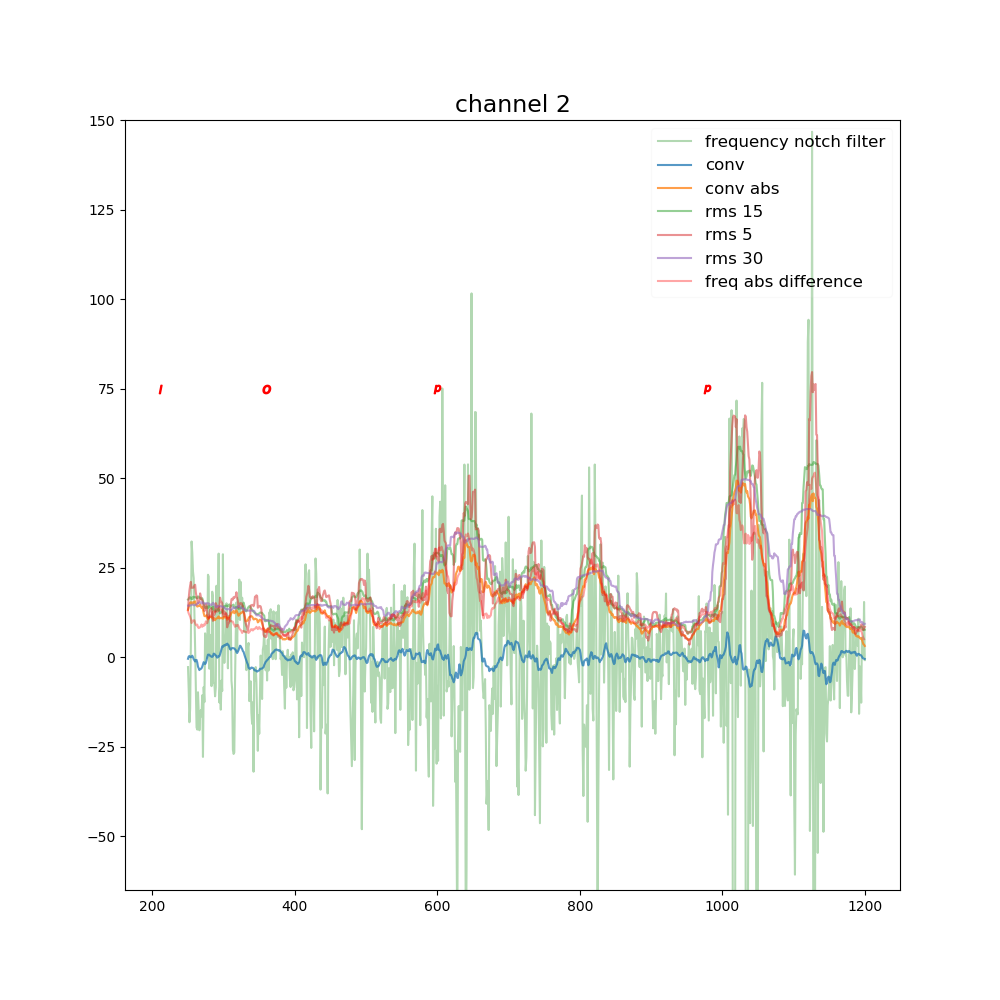 channel 2
150
125
100
75
50
25
0
−25
−50
frequency notch filter
conv
conv abs
rms 15
rms 5
rms 30
freq abs difference
I O P P
200 400 600 800 1000 1200